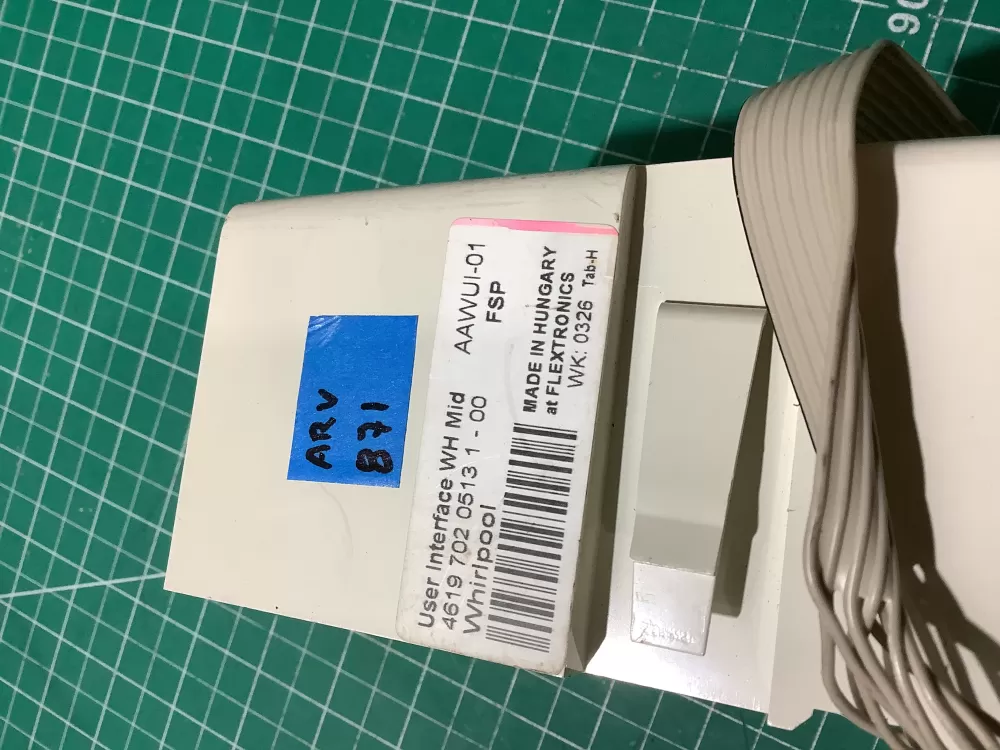 ARV
871
User Interface WH Mid
AAWUI-01
4619 702 0513 1 - 00
FSP
Whirlpool
MADE IN HUNGARY
at FLEXTRONICS
WK: 0326 Tab-H
90